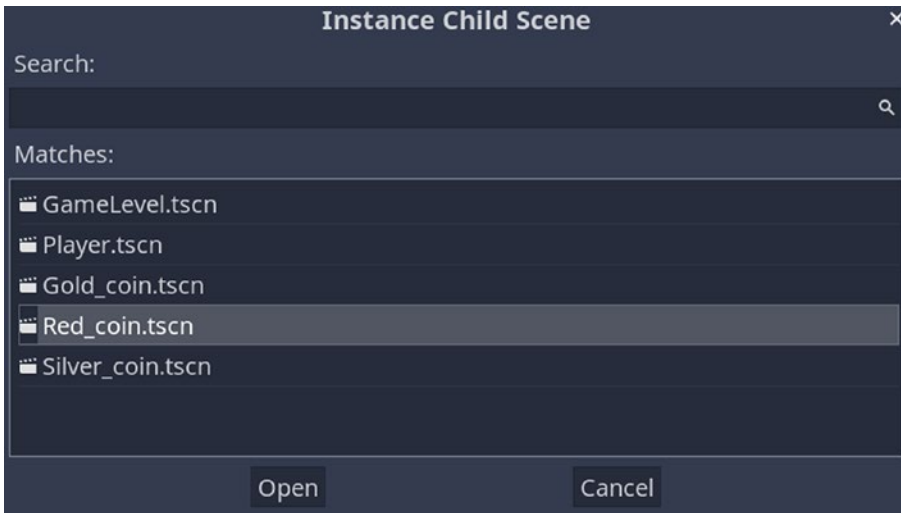 Instance Child Scene
Search:
Matches:
GameLevel.tscn
Player.tscn
Gold_coin.tscn
Red_coin.tscn
Silver_coin.tscn
Open Cancel